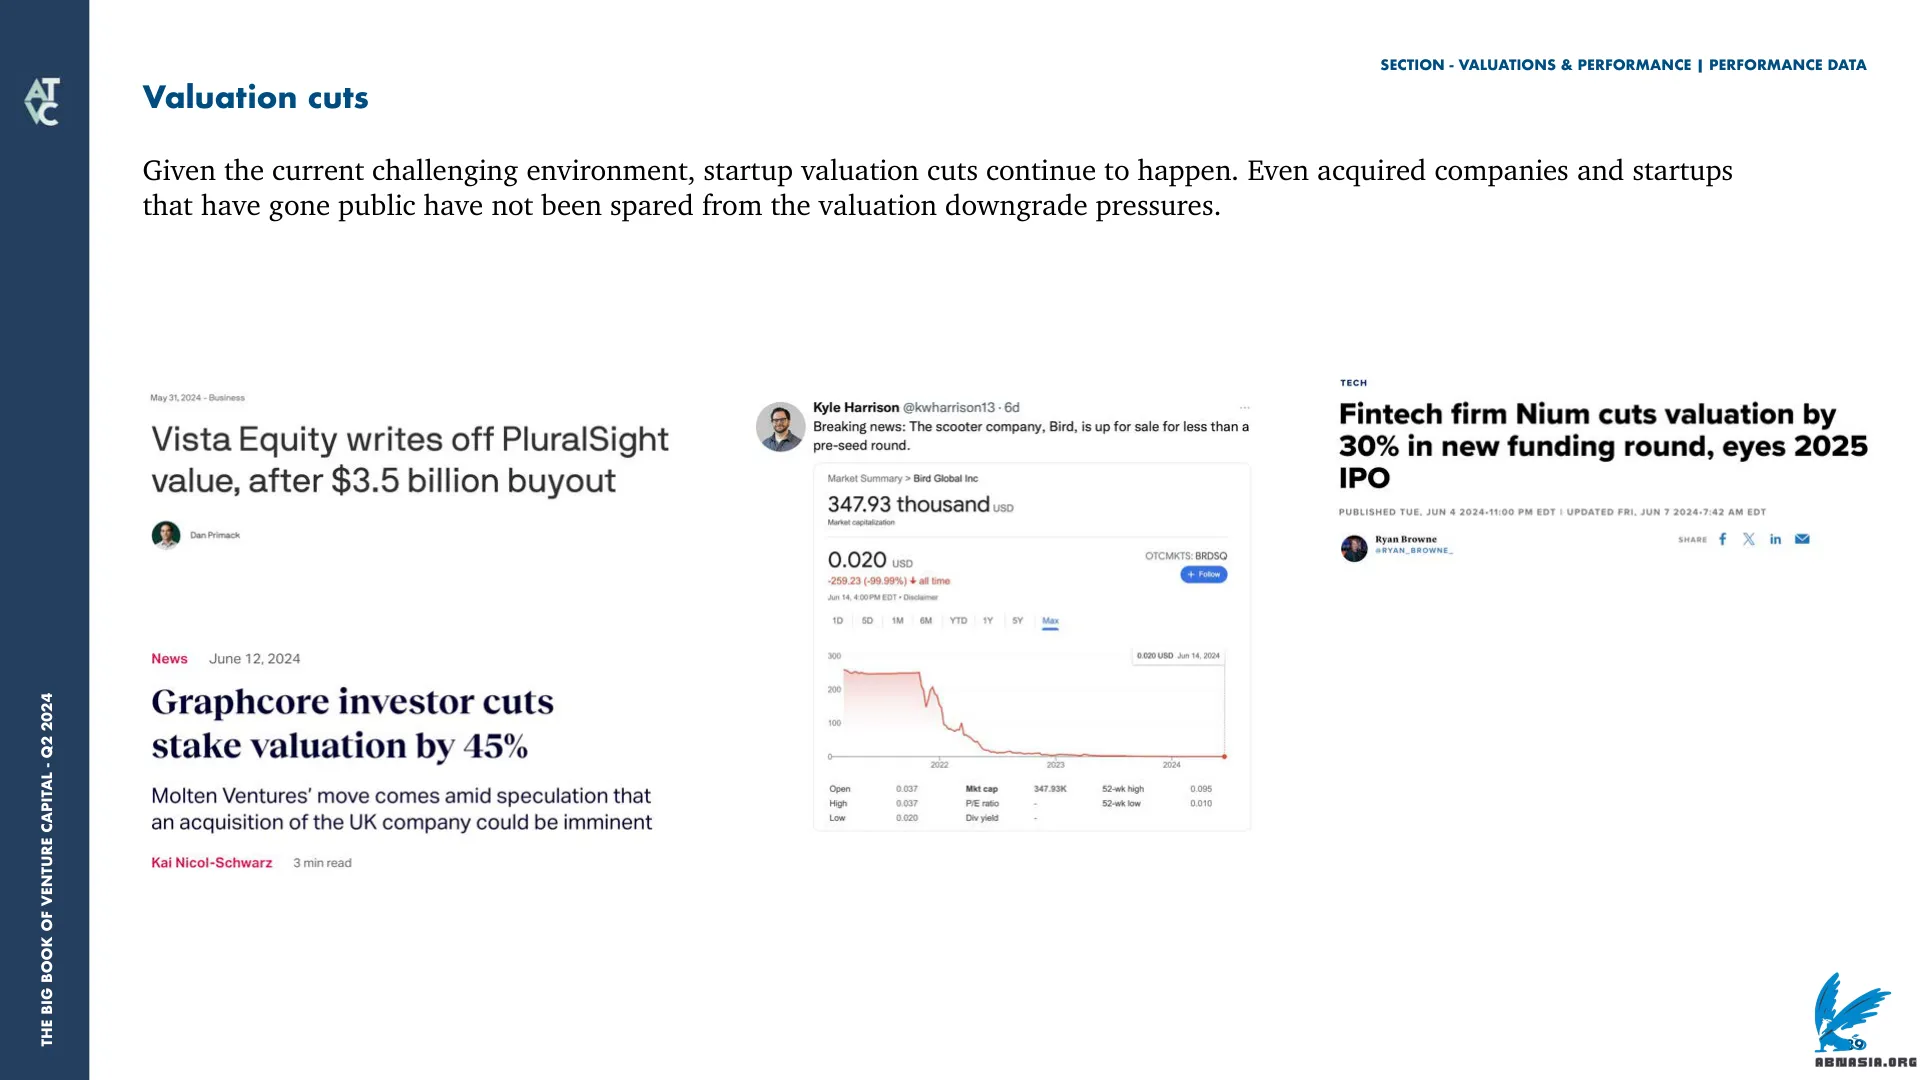 AT
VC
THE BIG BOOK OF VENTURE CAPITAL - Q2 2024
SECTION - VALUATIONS & PERFORMANCE | PERFORMANCE DATA
Valuation cuts
Given the current challenging environment, startup valuation cuts continue to happen. Even acquired companies and startups
that have gone public have not been spared from the valuation downgrade pressures.
May 31, 2024 - Business
Vista Equity writes off PluralSight
value, after $3.5 billion buyout
Dan Primack
News June 12, 2024
Graphcore investor cuts
stake valuation by 45%
Molten Ventures' move comes amid speculation that
an acquisition of the UK company could be imminent
Kai Nicol-Schwarz 3 min read
Kyle Harrison @kwharrison13 · 6d ...
Breaking news: The scooter company, Bird, is up for sale for less than a
pre-seed round.
Market Summary > Bird Global Inc
347.93 thousand USD
Market capitalization
0.020 USD
OTCMKTS: BRDSQ
+ Follow
-259.23 (-99.99%) ↓ all time
Jun 14, 4:00 PM EDT • Disclaimer
1D 5D 1M 6M YTD 1Y 5Y Max
0.020 USD Jun 14, 2024
300
200
100
0
2022 2023 2024
Open 0.037 Mkt cap 347.93K 52-wk high 0.095
High 0.037 P/E ratio - 52-wk low 0.010
Low 0.020 Div yield -
TECH
Fintech firm Nium cuts valuation by
30% in new funding round, eyes 2025
IPO
PUBLISHED TUE, JUN 4 2024•11:00 PM EDT | UPDATED FRI, JUN 7 2024•7:42 AM EDT
Ryan Browne
@RYAN_BROWNE_
SHARE f X in
39
ABNASIA.ORG